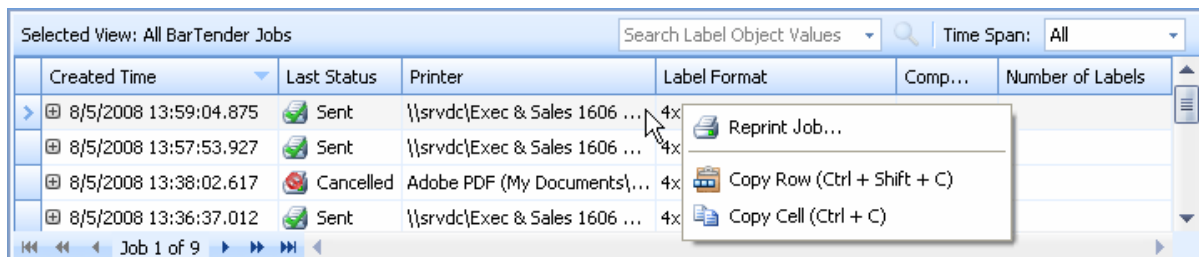 Selected View: All BarTender Jobs Search Label Object Values Time Span: All
Created Time Last Status Printer Label Format Comp... Number of Labels
8/5/2008 13:59:04.875 Sent \\srvdc\Exec & Sales 1606 ... 4x
Reprint Job...
8/5/2008 13:57:53.927 Sent \\srvdc\Exec & Sales 1606 ... 4x
8/5/2008 13:38:02.617 Cancelled Adobe PDF (My Documents\... 4x
Copy Row (Ctrl + Shift + C)
8/5/2008 13:36:37.012 Sent \\srvdc\Exec & Sales 1606 ... 4x
Copy Cell (Ctrl + C)
Job 1 of 9